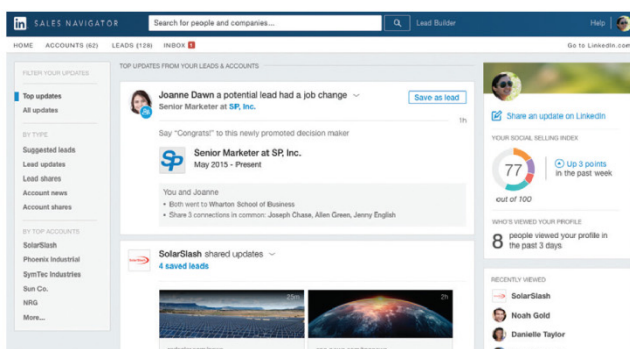 in SALES NAVIGATOR
Search for people and companies...
Lead Builder
Help
HOME ACCOUNTS (62) LEADS (128) INBOX
Go to LinkedIn.com
FILTER YOUR UPDATES
Top updates
All updates
BY TYPE
Suggested leads
Lead updates
Lead shares
Account news
Account shares
BY TOP ACCOUNTS
SolarSlash
Phoenix Industrial
SymTec Industries
Sun Co.
NRG
More...
TOP UPDATES FROM YOUR LEADS & ACCOUNTS
Joanne Dawn a potential lead had a job change
Senior Marketer at SP, Inc.
Save as lead
1h
Say "Congrats!" to this newly promoted decision maker
SP
Senior Marketer at SP, Inc.
May 2015 - Present
You and Joanne
• Both went to Wharton School of Business
• Share 3 connections in common: Joseph Chase, Allen Green, Jenny English
SolarSlash shared updates
4 saved leads
25m
2h
Share an update on LinkedIn
YOUR SOCIAL SELLING INDEX
77
out of 100
Up 3 points
in the past week
WHO'S VIEWED YOUR PROFILE
8 people viewed your profile in
the past 3 days
RECENTLY VIEWED
SolarSlash
Noah Gold
Danielle Taylor